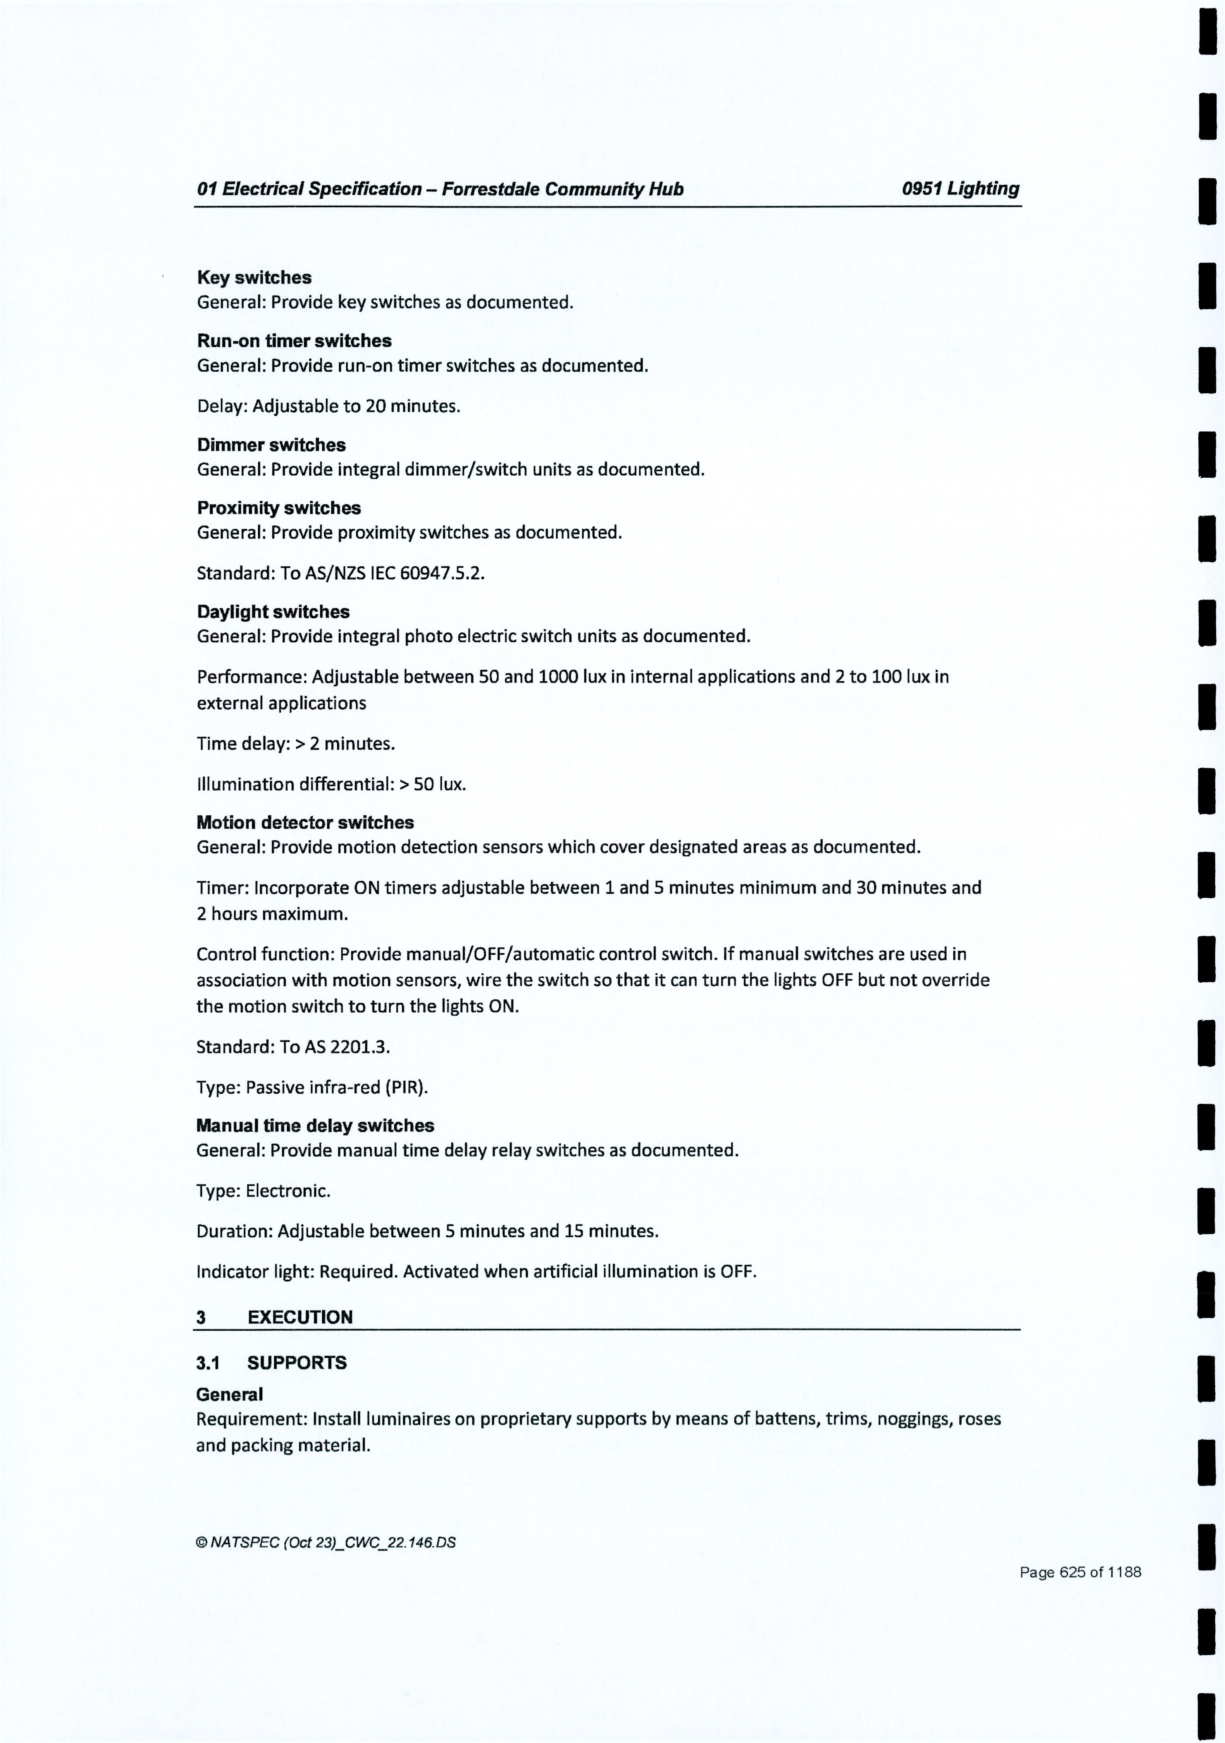 01 Electrical Specification – Forrestdale Community Hub 0951 Lighting
Key switches
General: Provide key switches as documented.
Run-on timer switches
General: Provide run-on timer switches as documented.
Delay: Adjustable to 20 minutes.
Dimmer switches
General: Provide integral dimmer/switch units as documented.
Proximity switches
General: Provide proximity switches as documented.
Standard: To AS/NZS IEC 60947.5.2.
Daylight switches
General: Provide integral photo electric switch units as documented.
Performance: Adjustable between 50 and 1000 lux in internal applications and 2 to 100 lux in
external applications
Time delay: > 2 minutes.
Illumination differential: > 50 lux.
Motion detector switches
General: Provide motion detection sensors which cover designated areas as documented.
Timer: Incorporate ON timers adjustable between 1 and 5 minutes minimum and 30 minutes and
2 hours maximum.
Control function: Provide manual/OFF/automatic control switch. If manual switches are used in
association with motion sensors, wire the switch so that it can turn the lights OFF but not override
the motion switch to turn the lights ON.
Standard: To AS 2201.3.
Type: Passive infra-red (PIR).
Manual time delay switches
General: Provide manual time delay relay switches as documented.
Type: Electronic.
Duration: Adjustable between 5 minutes and 15 minutes.
Indicator light: Required. Activated when artificial illumination is OFF.
3 EXECUTION
3.1 SUPPORTS
General
Requirement: Install luminaires on proprietary supports by means of battens, trims, noggings, roses
and packing material.
© NATSPEC (Oct 23)_CWC_22.146.DS
Page 625 of 1188